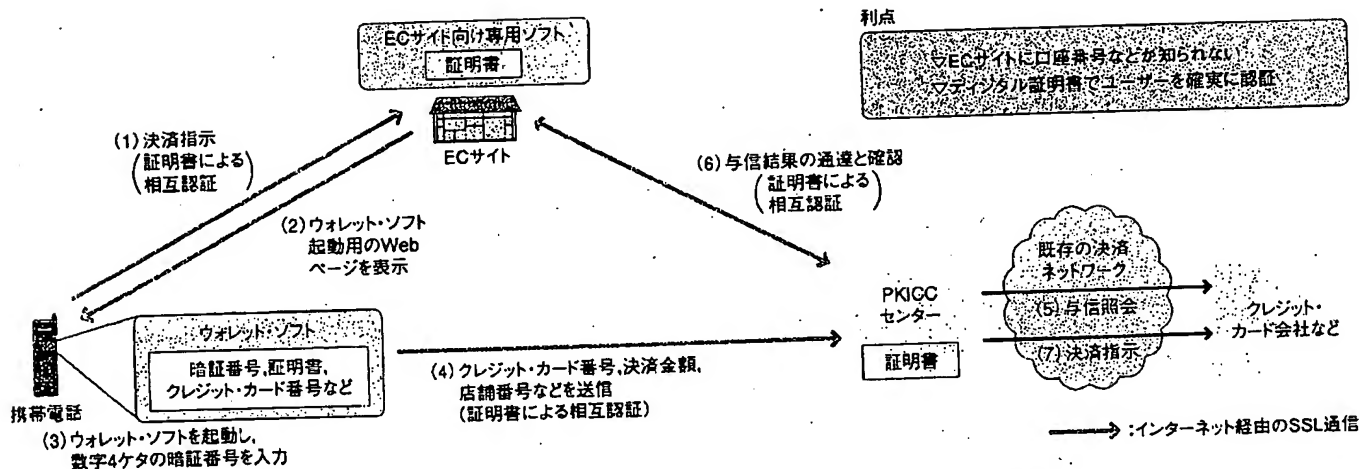 利点
▽ECサイトに口座番号などが知られない
▽ディジタル証明書でユーザーを確実に認証
ECサイト向け専用ソフト
証明書
ECサイト
(1)決済指示
(証明書による
相互認証)
(2)ウォレット・ソフト
起動用のWeb
ページを表示
(6)与信結果の通達と確認
(証明書による
相互認証)
既存の決済
ネットワーク
(5)与信照会
(7)決済指示
PKICC
センター
証明書
クレジット・
カード会社など
ウォレット・ソフト
暗証番号,証明書,
クレジット・カード番号など
携帯電話
(3)ウォレット・ソフトを起動し,
数字4ケタの暗証番号を入力
(4)クレジット・カード番号,決済金額,
店舗番号などを送信
(証明書による相互認証)
:インターネット経由のSSL通信